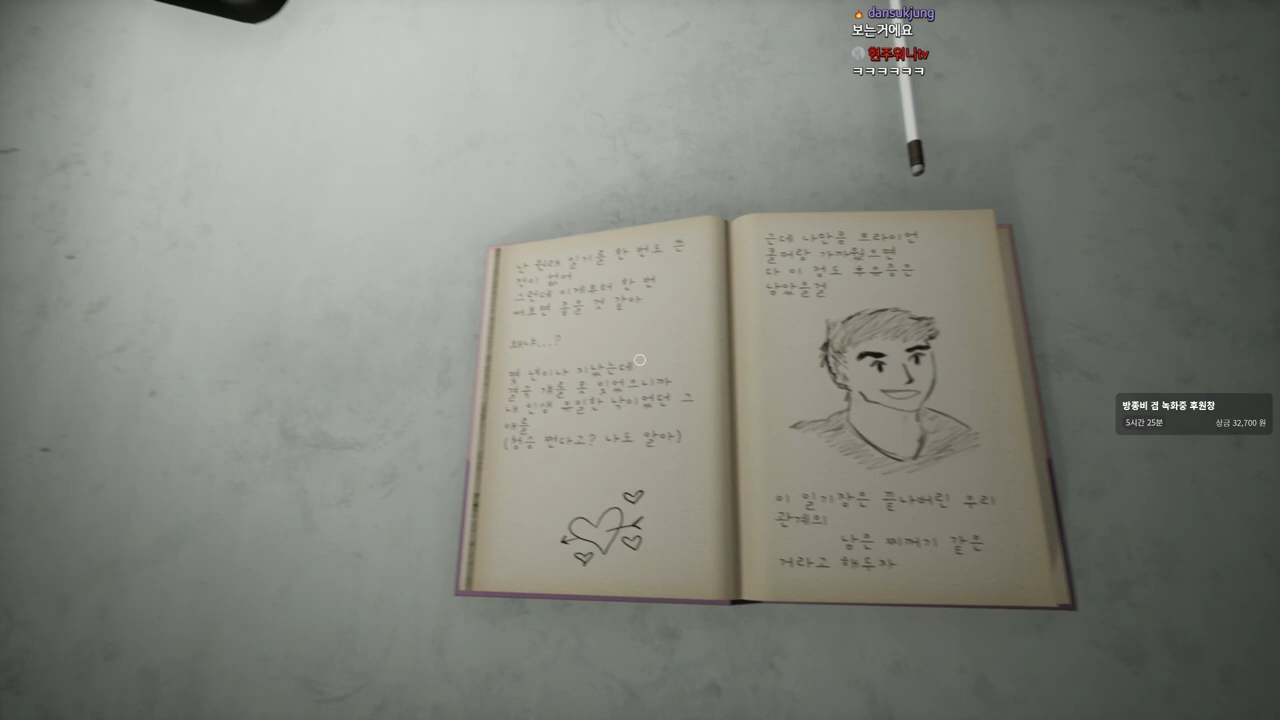 dansukjung
보는거에요
현주워니tv
ㅋㅋㅋㅋㅋㅋ
난 원래 일기를 한 번도 쓴
적이 없어
그런데 이제부터 한 번
써보면 좋을 것 같아
왜냐...?
몇 년이나 지났는데
결국 걔를 못 잊었으니까
내 인생 유일한 낙이었던 그
애를
(청승 떤다고? 나도 알아)
근데 나만큼 브라이언
콜머랑 가까웠으면
다 이 정도 후유증은
남았을걸
이 일기장은 끝나버린 우리
관계의
남은 찌꺼기 같은
거라고 해두자
방종비 겸 녹화중 후원창
5시간 25분 상금 32,700 원